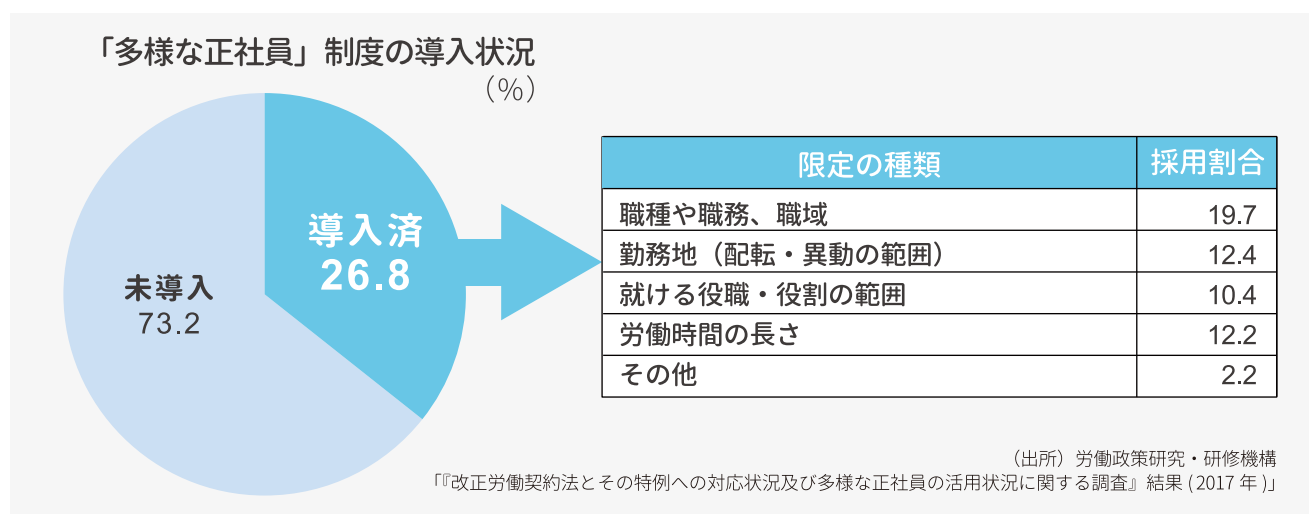 「多様な正社員」制度の導入状況
（%）
導入済
26.8
未導入
73.2
限定の種類 採用割合
職種や職務、職域 19.7
勤務地（配転・異動の範囲） 12.4
就ける役職・役割の範囲 10.4
労働時間の長さ 12.2
その他 2.2
（出所）労働政策研究・研修機構
「『改正労働契約法とその特例への対応状況及び多様な正社員の活用状況に関する調査』結果 ( 2017 年 )」